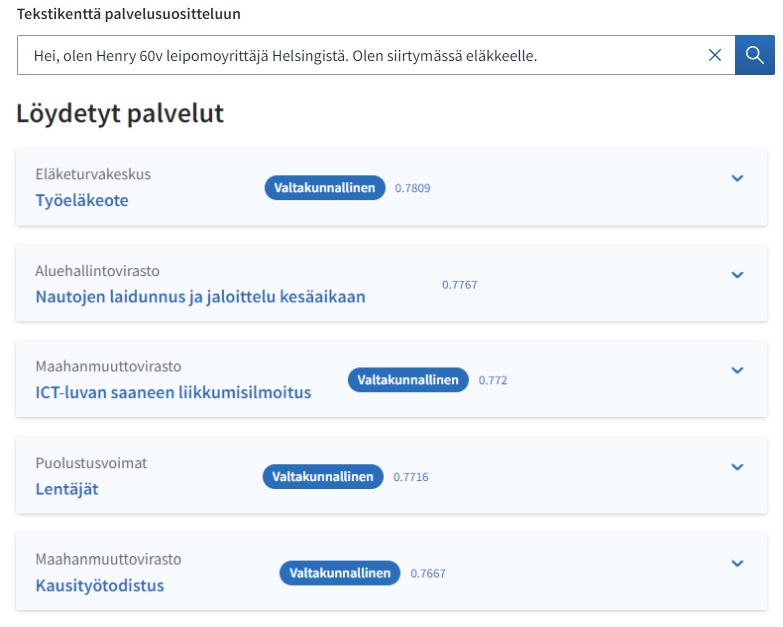 Tekstikenttä palvelusuositteluun
Hei, olen Henry 60v leipomoyrittäjä Helsingistä. Olen siirtymässä eläkkeelle.
Löydetyt palvelut
Eläketurvakeskus
Työeläkeote
Valtakunnallinen 0.7809
Aluehallintovirasto
Nautojen laidunnus ja jaloittelu kesäaikaan
0.7767
Maahanmuuttovirasto
ICT-luvan saaneen liikkumisilmoitus
Valtakunnallinen 0.772
Puolustusvoimat
Lentäjät
Valtakunnallinen 0.7716
Maahanmuuttovirasto
Kausityötodistus
Valtakunnallinen 0.7667